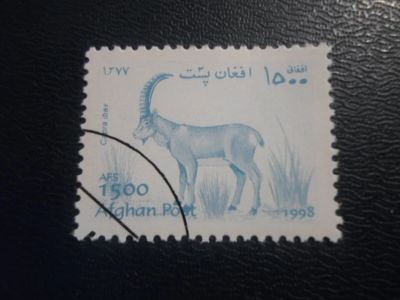 ۱۳۷۷ افغان پست افغانی ۱۵۰۰
Capra ibex
AFS
1500
Afghan Post 1998